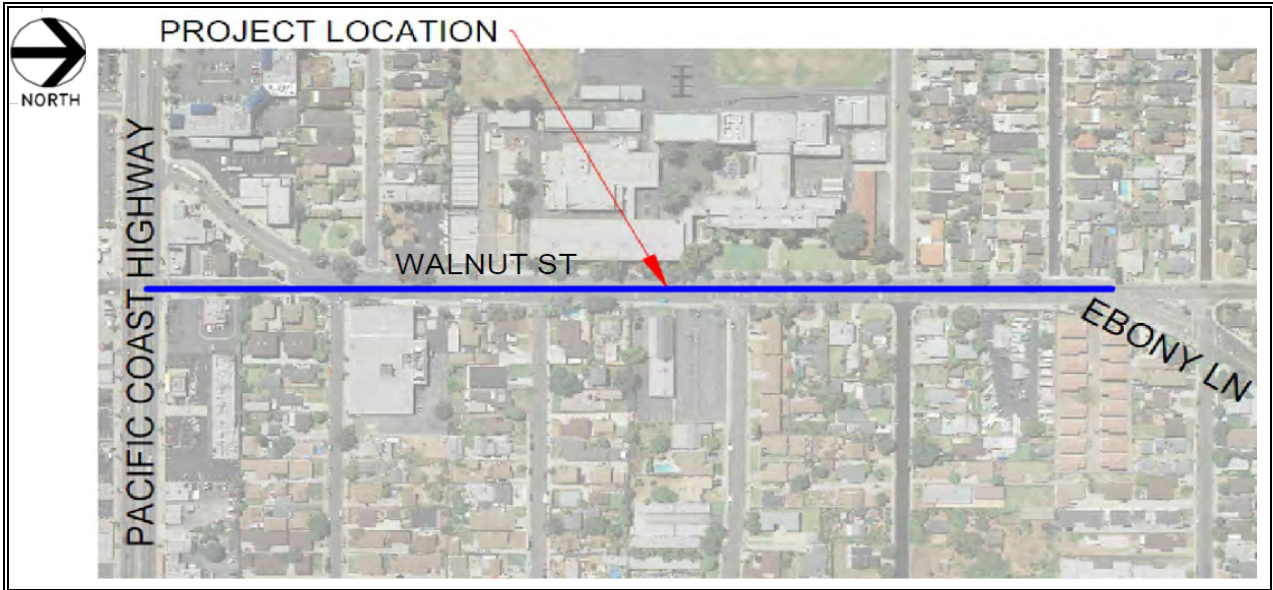 PROJECT LOCATION
NORTH
WALNUT ST
PACIFIC COAST HIGHWAY
EBONY LN